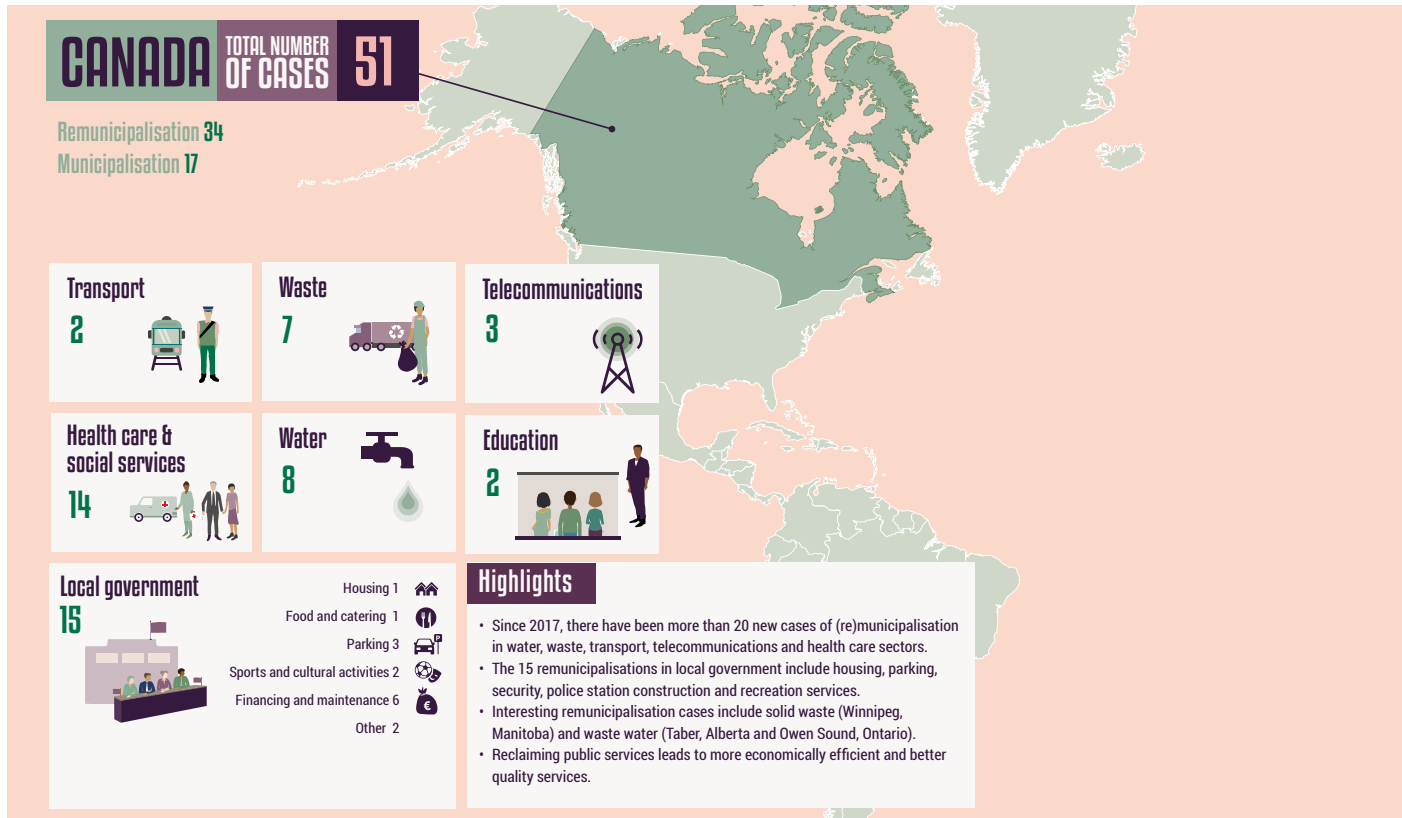 CANADA
TOTAL NUMBER
OF CASES
51
Remunicipalisation 34
Municipalisation 17
Transport
2
Waste
7
Telecommunications
3
Health care &
social services
14
Water
8
Education
2
Local government
15
Housing 1
Food and catering 1
Parking 3
P
Sports and cultural activities 2
Financing and maintenance 6
€
Other 2
Highlights
• Since 2017, there have been more than 20 new cases of (re)municipalisation
in water, waste, transport, telecommunications and health care sectors.
• The 15 remunicipalisations in local government include housing, parking,
security, police station construction and recreation services.
• Interesting remunicipalisation cases include solid waste (Winnipeg,
Manitoba) and waste water (Taber, Alberta and Owen Sound, Ontario).
• Reclaiming public services leads to more economically efficient and better
quality services.